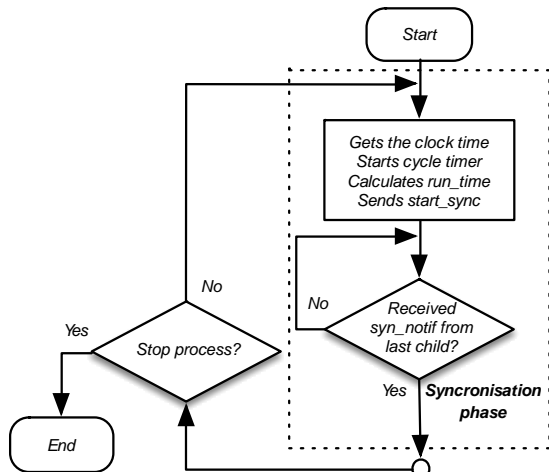 Start
Gets the clock time
Starts cycle timer
Calculates run_time
Sends start_sync
No
No
Received
syn_notif from
last child?
Yes
Stop process?
Yes
Syncronisation
phase
End